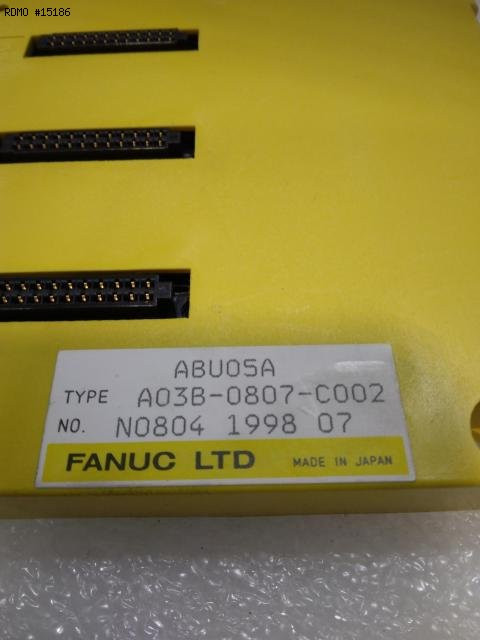 RDMO #15186
ABU05A
TYPE A03B-0807-C002
NO. N0804 1998 07
FANUC LTD MADE IN JAPAN